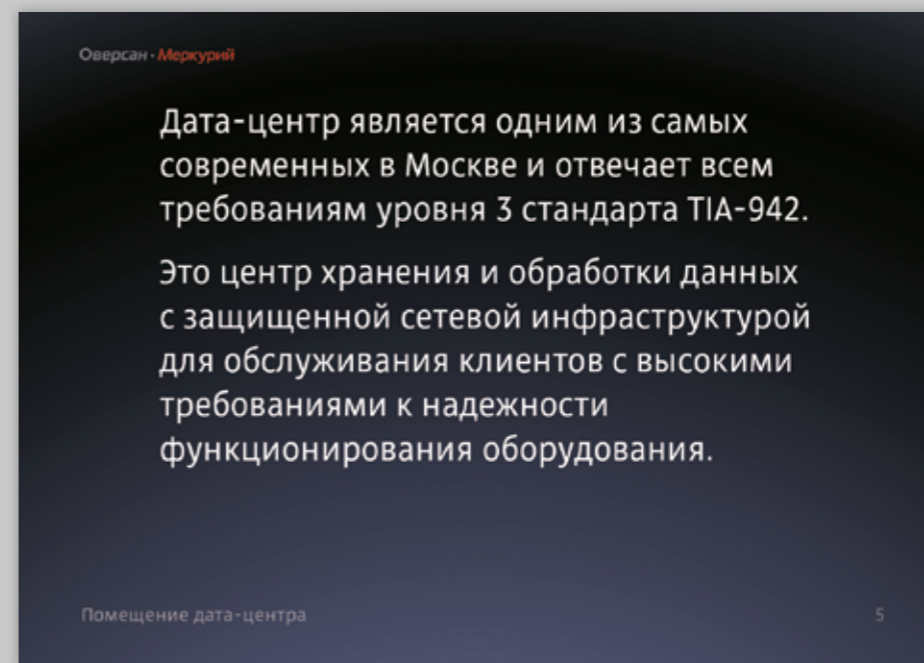 Оверсан · Меркурий
Дата-центр является одним из самых
современных в Москве и отвечает всем
требованиям уровня 3 стандарта TIA-942.
Это центр хранения и обработки данных
с защищенной сетевой инфраструктурой
для обслуживания клиентов с высокими
требованиями к надежности
функционирования оборудования.
Помещение дата-центра 5